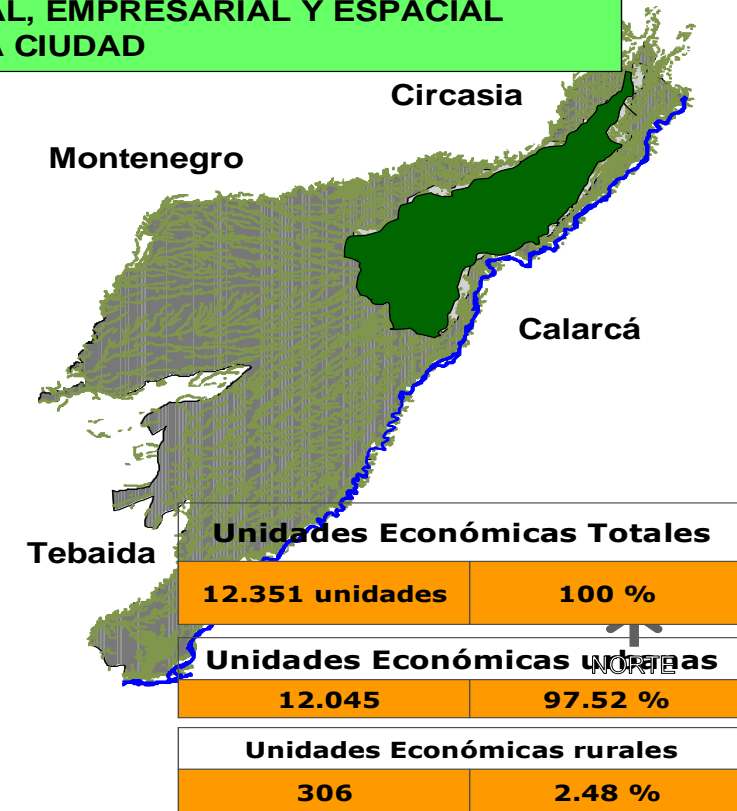 AL, EMPRESARIAL Y ESPACIAL
A CIUDAD
Circasia
Montenegro
Calarcá
Tebaida
Unidades Económicas Totales
12.351 unidades 100 %
Unidades Económicas urbanas
NORTE
12.045 97.52 %
Unidades Económicas rurales
306 2.48 %